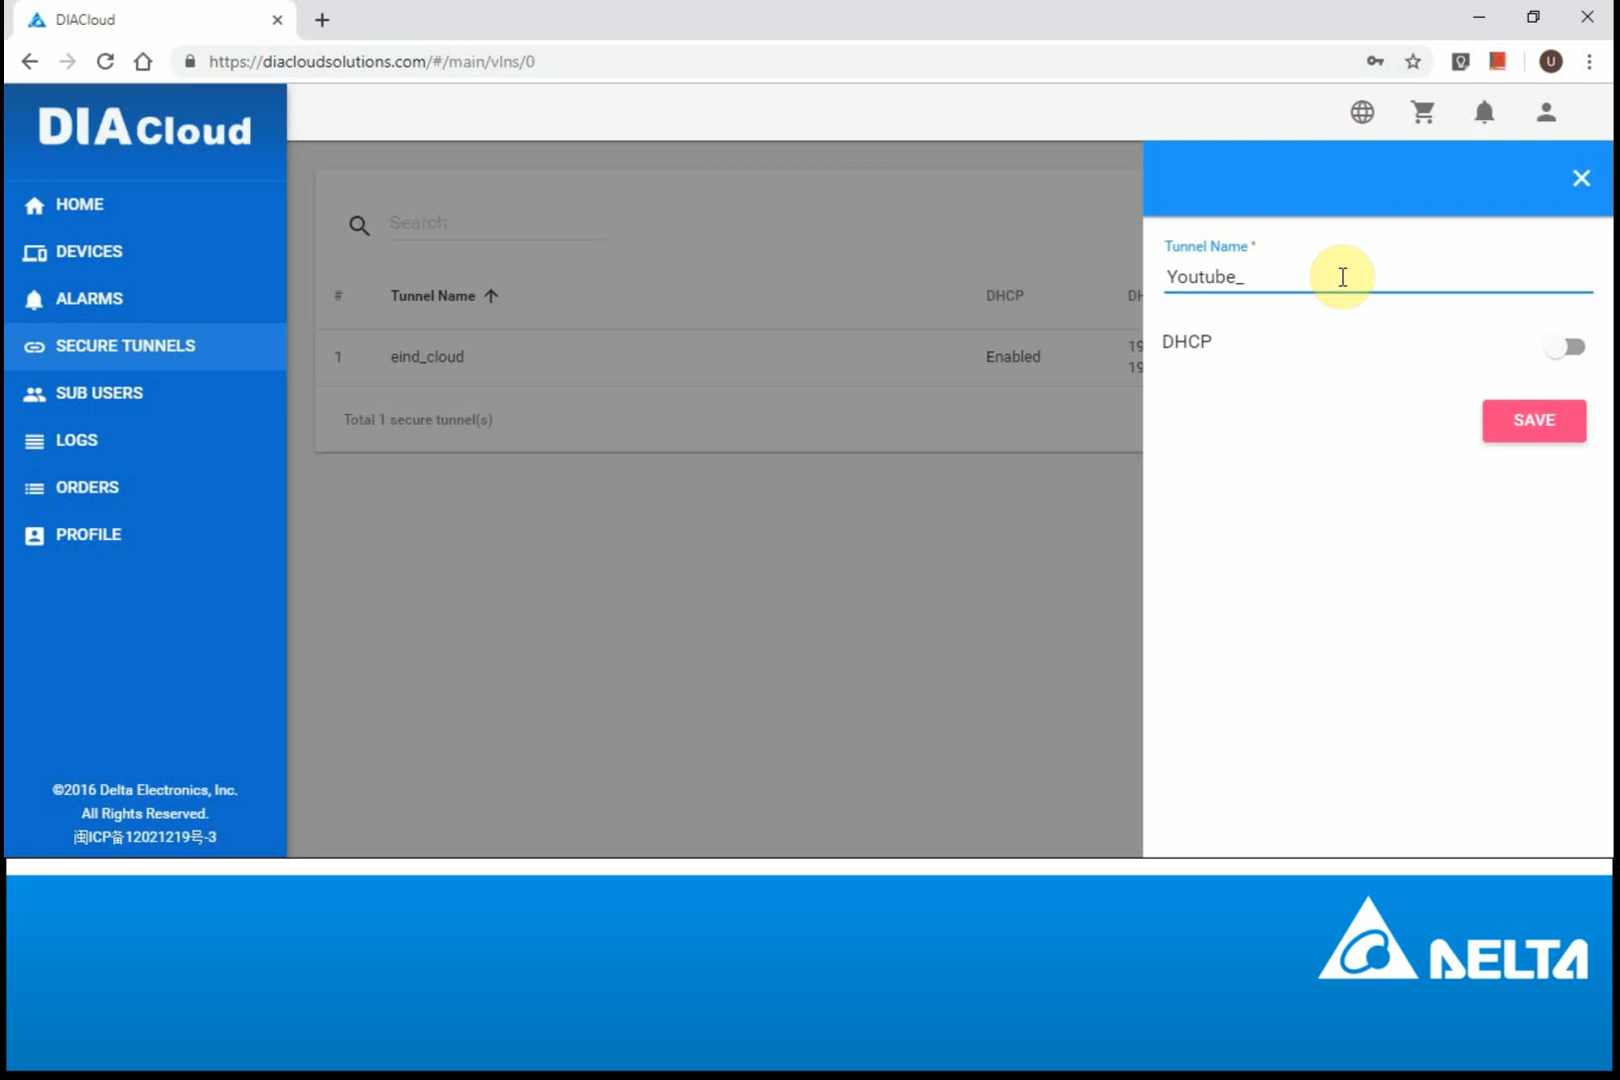 DIACloud
https://diacloudsolutions.com/#/main/vlns/0
U
DIACloud
HOME
DEVICES
ALARMS
SECURE TUNNELS
SUB USERS
LOGS
ORDERS
PROFILE
©2016 Delta Electronics, Inc.
All Rights Reserved.
闽ICP备12021219号-3
Search
# Tunnel Name DHCP DH
1 eind_cloud Enabled 19
19
Total 1 secure tunnel(s)
Tunnel Name *
Youtube_
DHCP
SAVE
DELTA